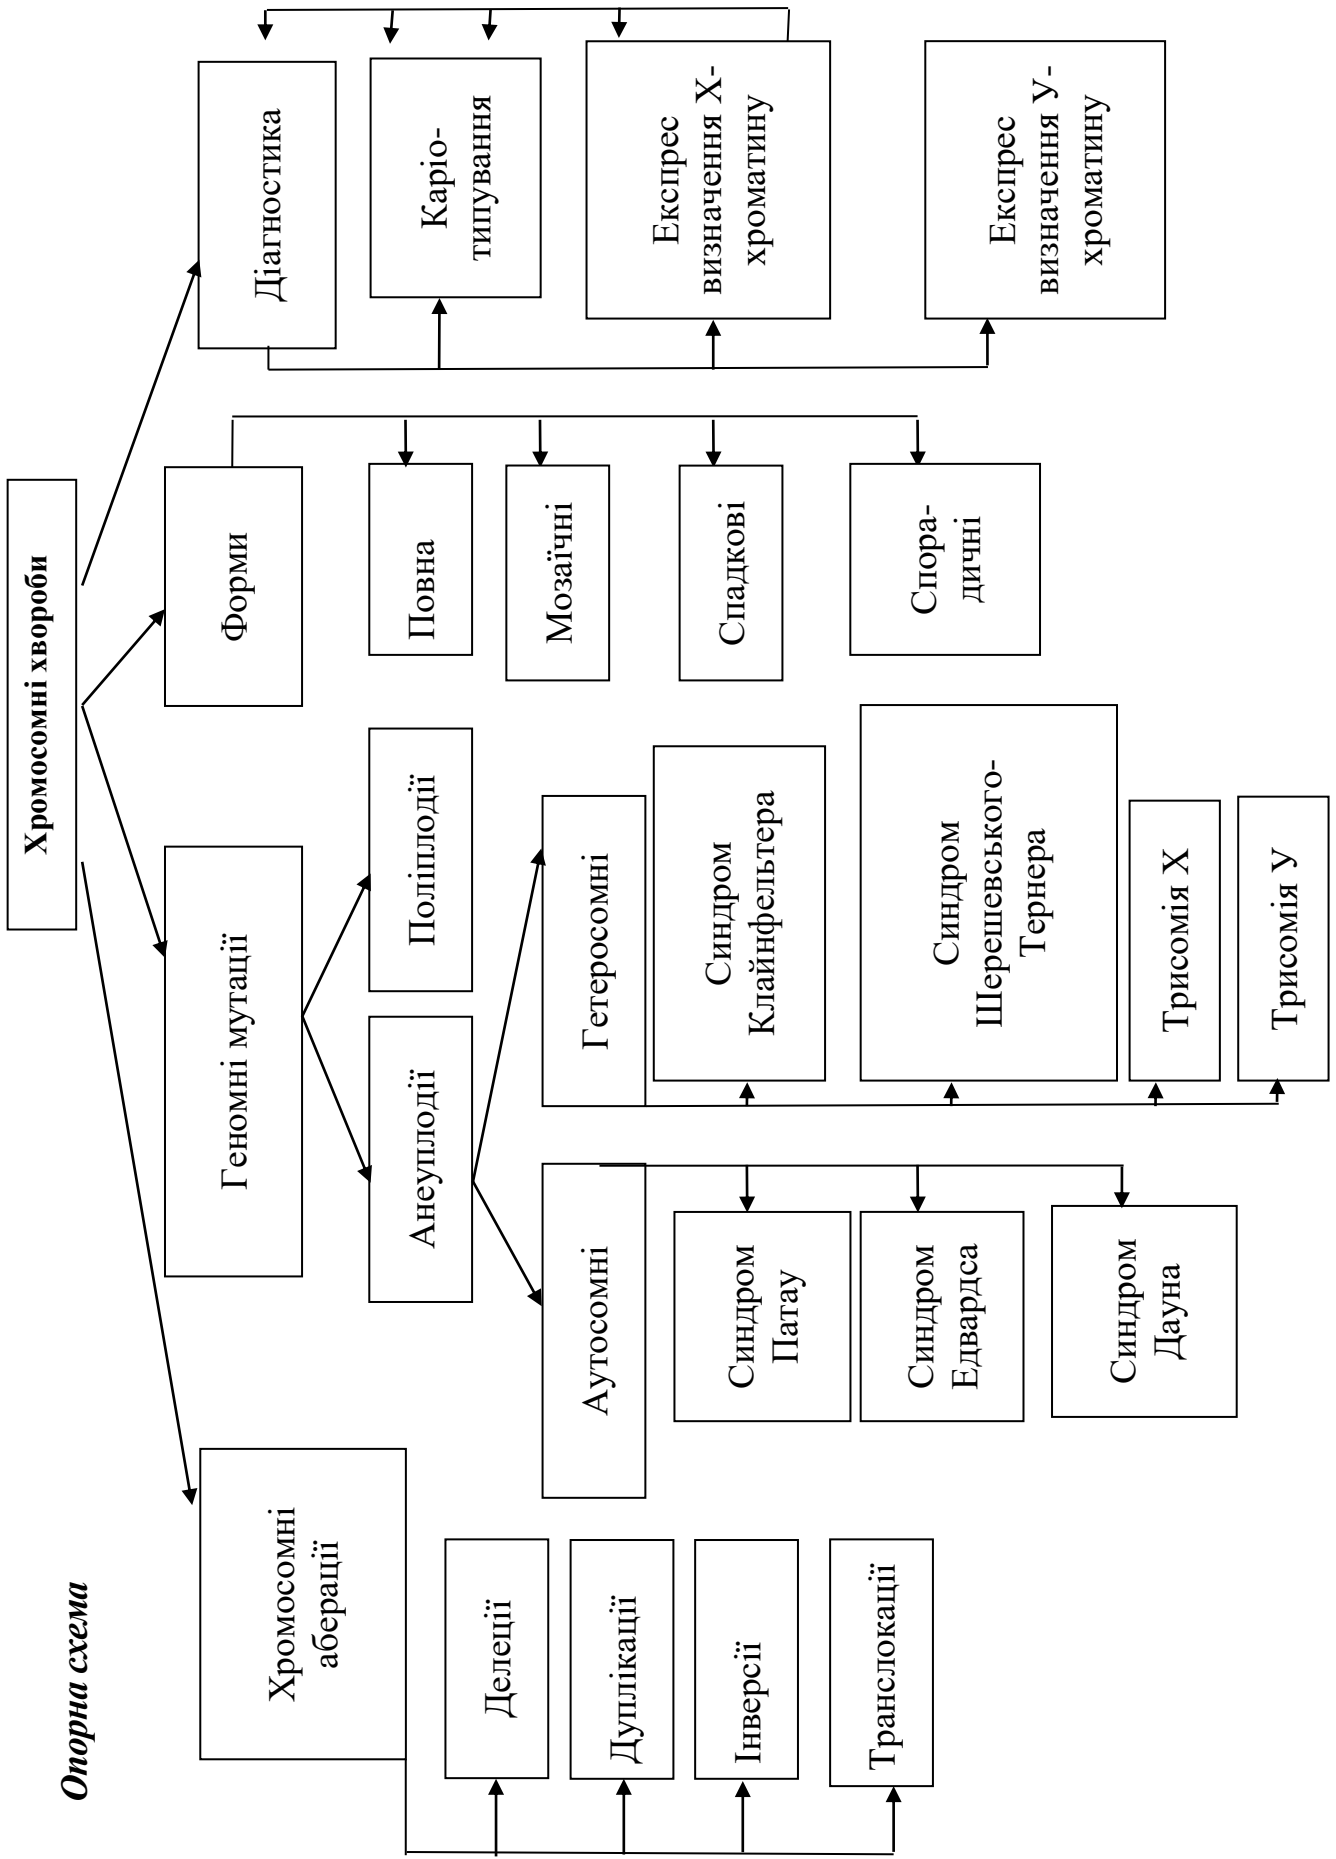 Опорна схема
Хромосомні хвороби
Хромосомні
аберації
Геномні мутації
Форми
Діагностика
Делеції
Дуплікації
Інверсії
Транслокації
Анеуплодії
Поліплодії
Аутосомні
Гетеросомні
Синдром
Патау
Синдром
Едвардса
Синдром
Дауна
Синдром
Клайнфельтера
Синдром
Шерешевського-
Тернера
Трисомія Х
Трисомія У
Повна
Мозаїчні
Спадкові
Спора-
дичні
Каріо-
типування
Експрес
визначення Х-
хроматину
Експрес
визначення У-
хроматину